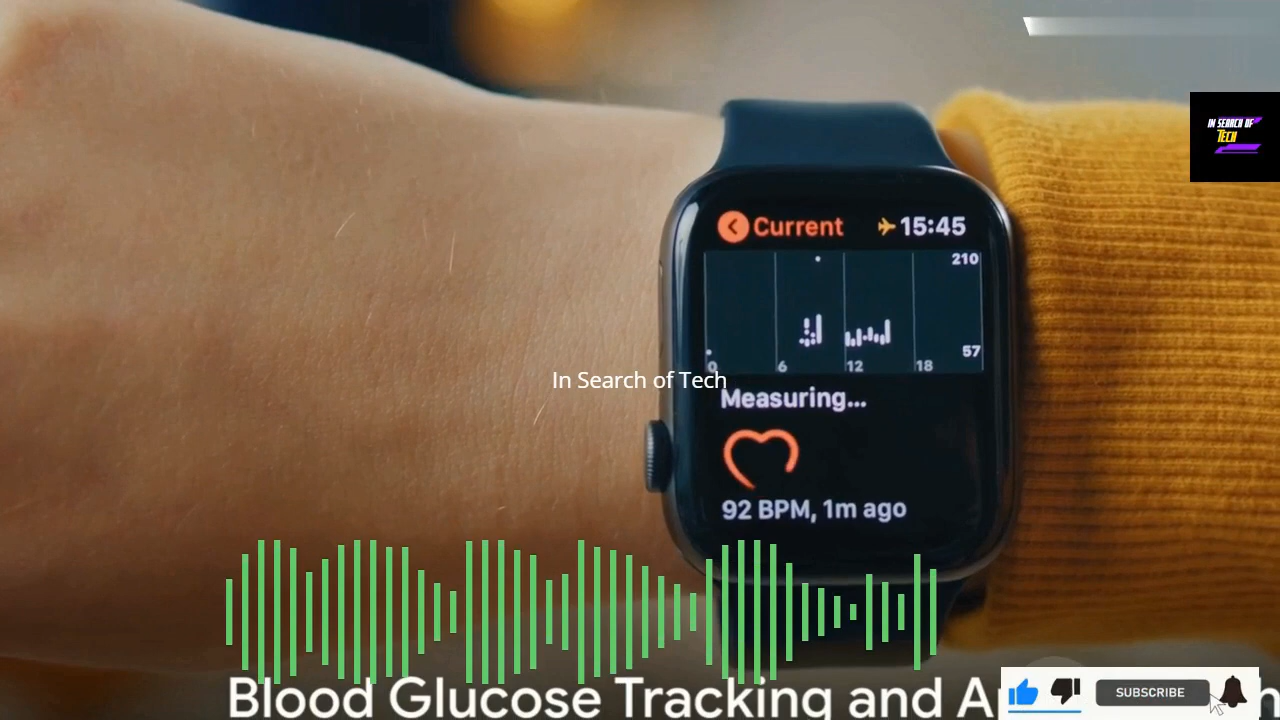 IN SEARCH OF
TECH
Current
15:45
210
57
0
6
12
18
In Search of Tech
Measuring...
92 BPM, 1m ago
Blood Glucose Tracking and
SUBSCRIBE